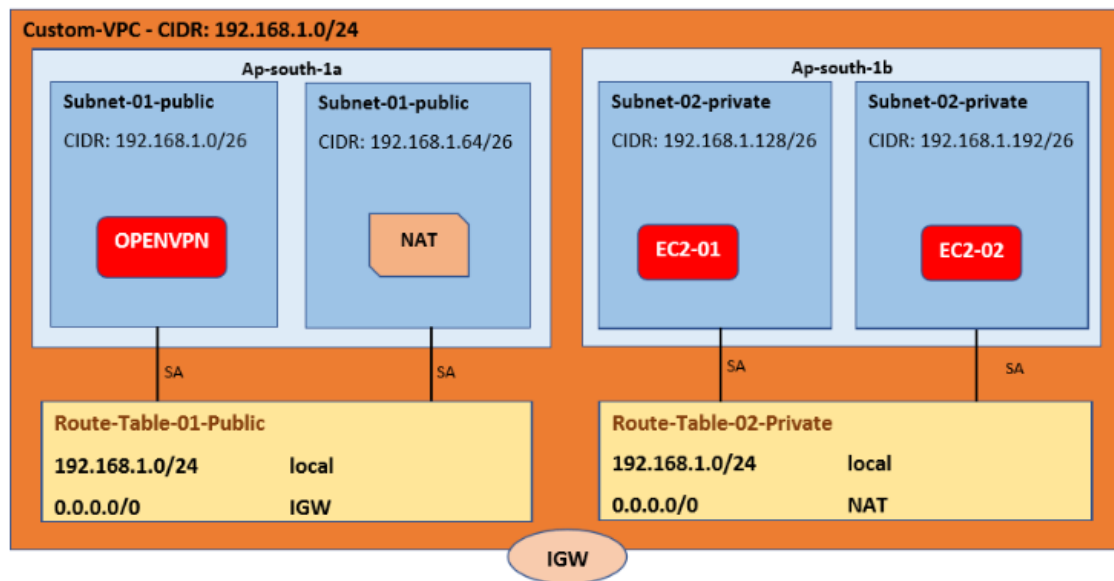 Custom-VPC - CIDR: 192.168.1.0/24
Ap-south-1a
Subnet-01-public
CIDR: 192.168.1.0/26
OPENVPN
Subnet-01-public
CIDR: 192.168.1.64/26
NAT
Ap-south-1b
Subnet-02-private
CIDR: 192.168.1.128/26
EC2-01
Subnet-02-private
CIDR: 192.168.1.192/26
EC2-02
SA
SA
SA
SA
Route-Table-01-Public
192.168.1.0/24 local
0.0.0.0/0 IGW
Route-Table-02-Private
192.168.1.0/24 local
0.0.0.0/0 NAT
IGW